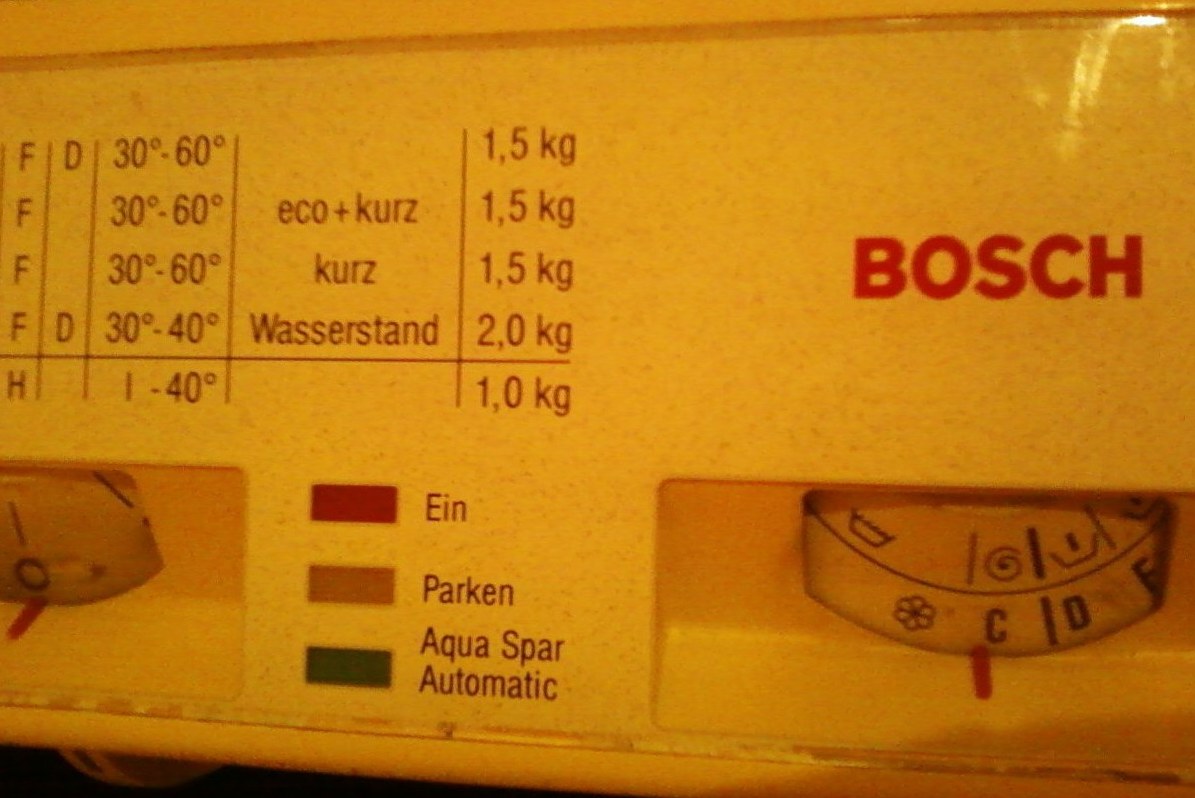 F D 30°-60° 1,5 kg
F 30°-60° eco+kurz 1,5 kg
F 30°-60° kurz 1,5 kg
F D 30°-40° Wasserstand 2,0 kg
H I -40° 1,0 kg
BOSCH
Ein
Parken
Aqua Spar
Automatic
C D E